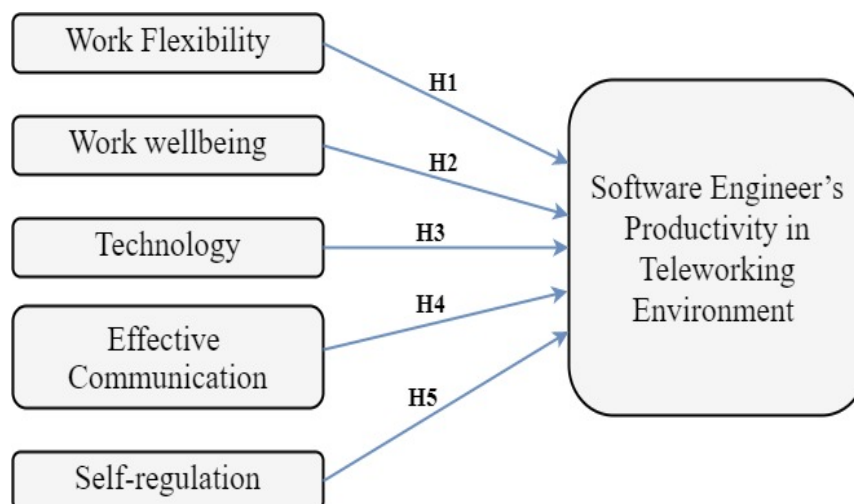 Work Flexibility
H1
Work wellbeing
H2
Technology
H3
Effective
Communication
H4
Self-regulation
H5
Software Engineer’s
Productivity in
Teleworking
Environment